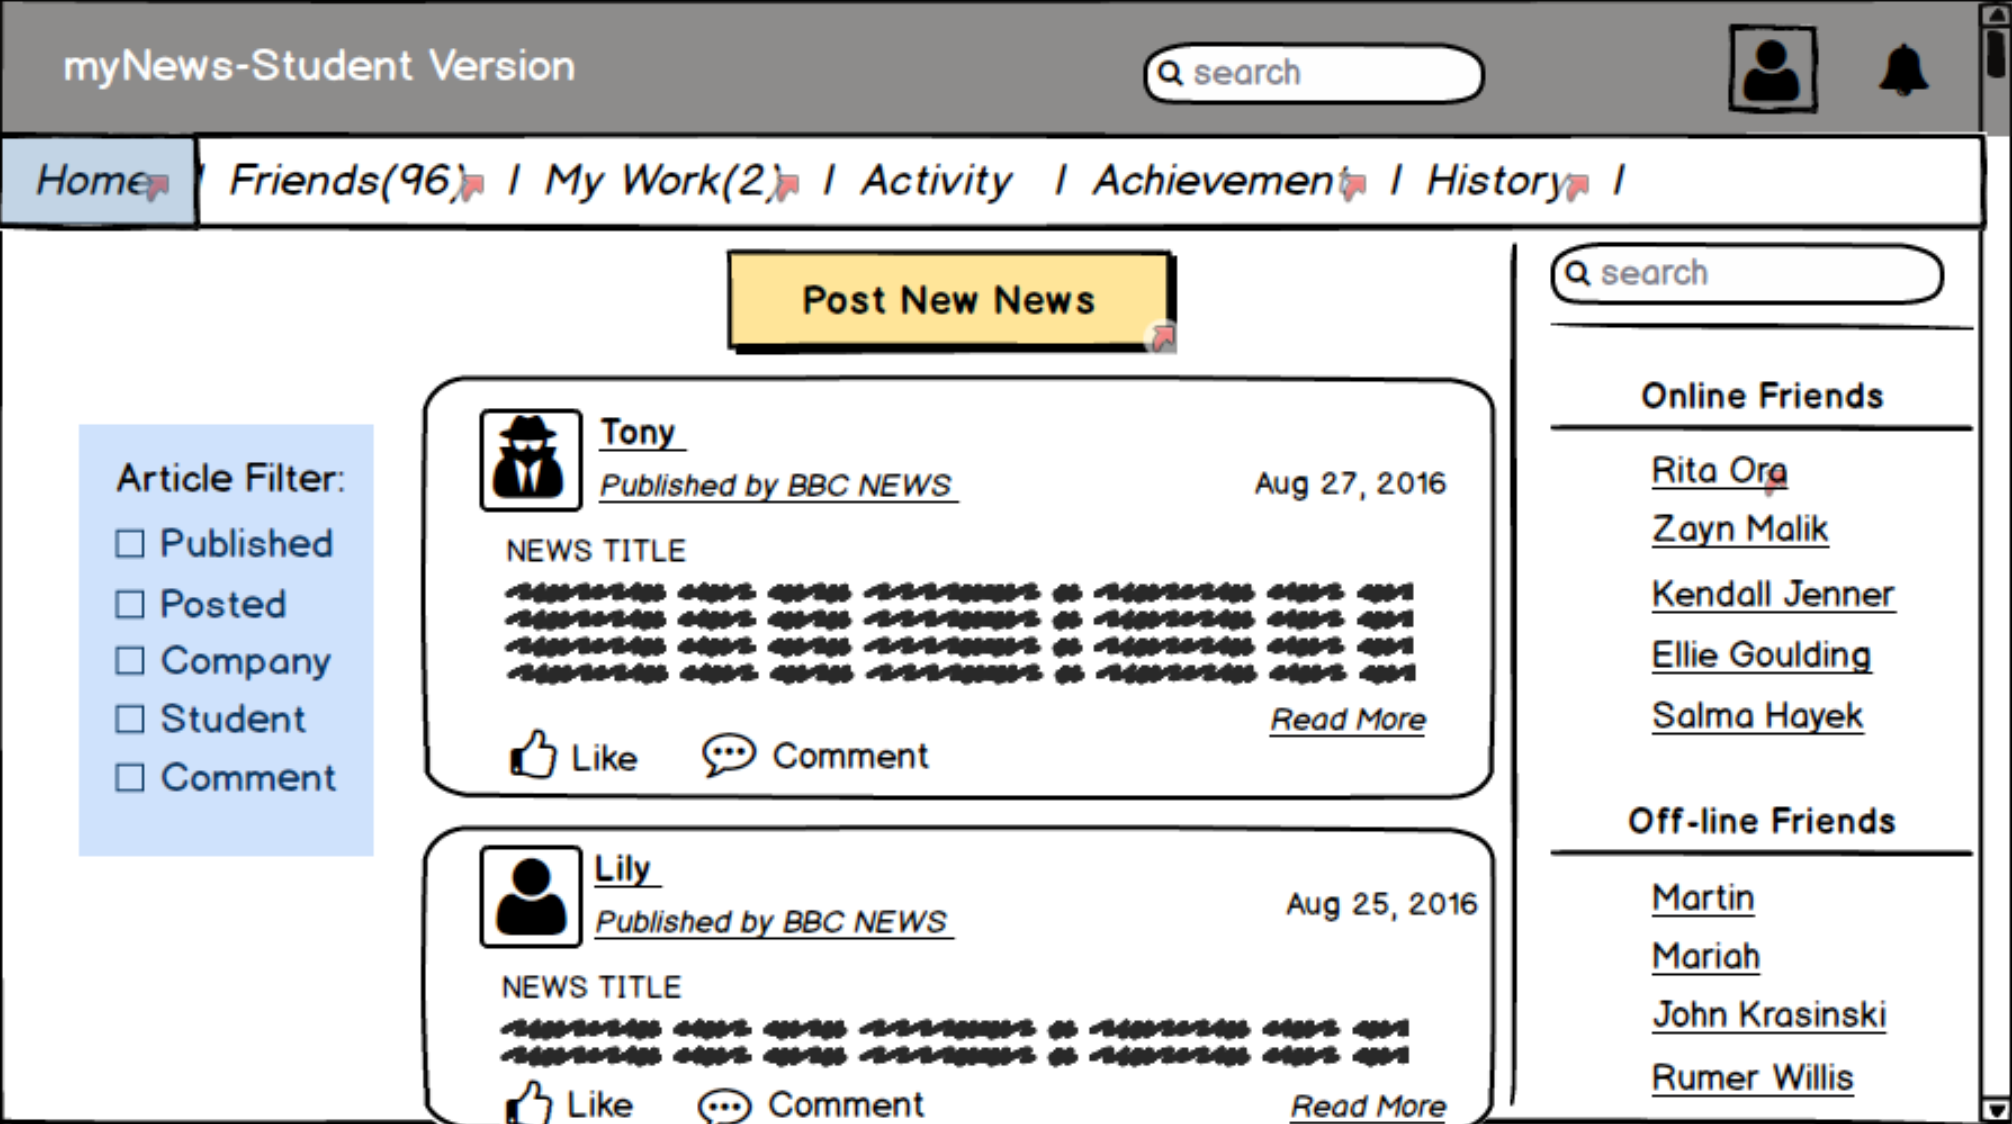 myNews-Student Version
search
Home | Friends(96) | My Work(2) | Activity | Achievement | History |
Post New News
Article Filter:
Published
Posted
Company
Student
Comment
Tony
Published by BBC NEWS
Aug 27, 2016
NEWS TITLE
Read More
Like
Comment
Lily
Published by BBC NEWS
Aug 25, 2016
NEWS TITLE
Like
Comment
Read More
search
Online Friends
Rita Ora
Zayn Malik
Kendall Jenner
Ellie Goulding
Salma Hayek
Off-line Friends
Martin
Mariah
John Krasinski
Rumer Willis